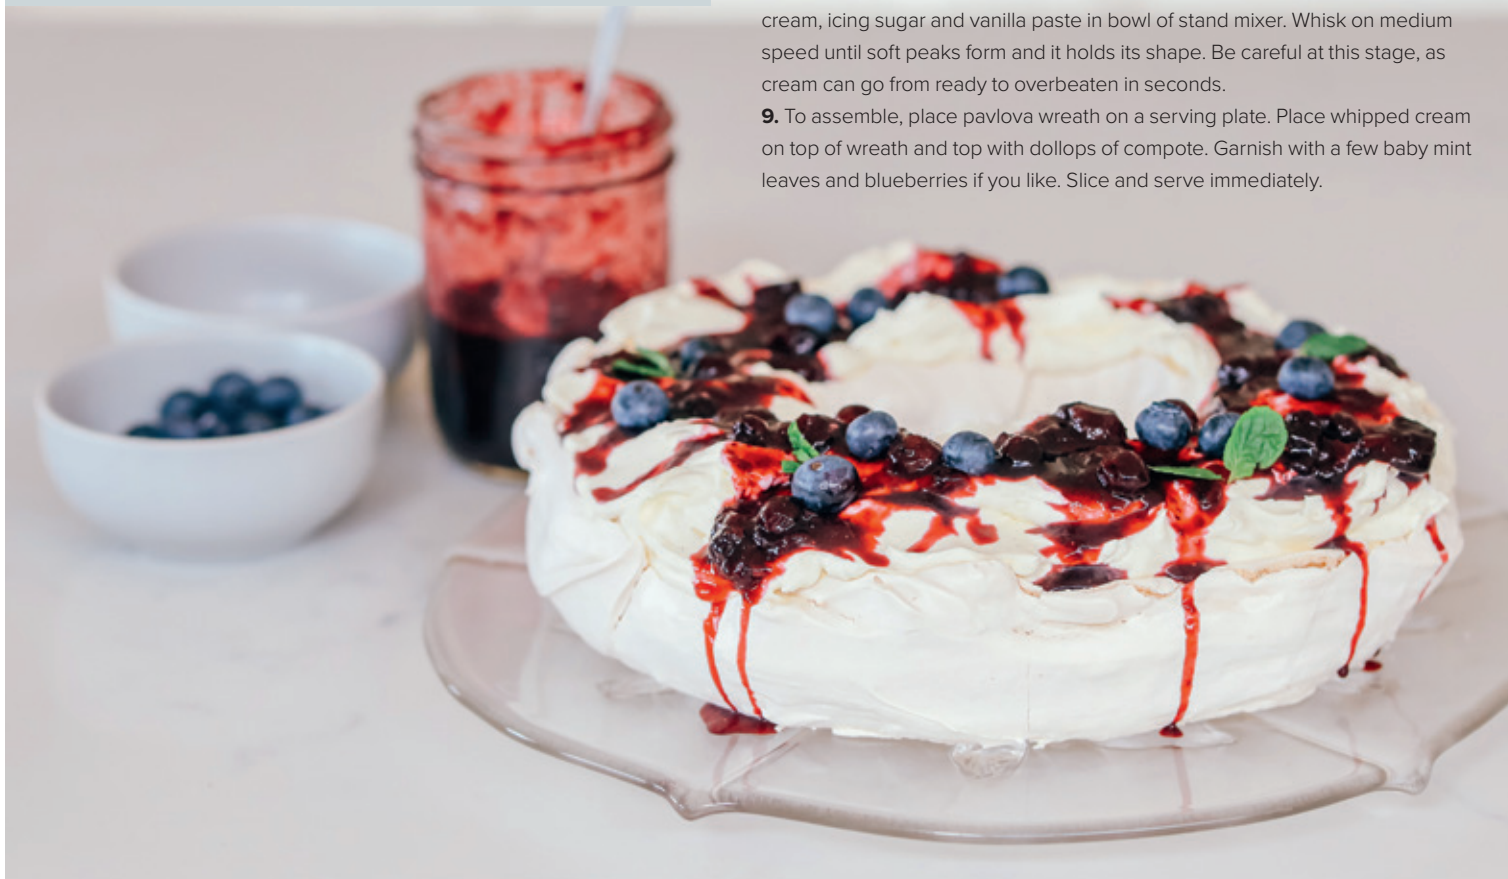 cream, icing sugar and vanilla paste in bowl of stand mixer. Whisk on medium
speed until soft peaks form and it holds its shape. Be careful at this stage, as
cream can go from ready to overbeaten in seconds.
9. To assemble, place pavlova wreath on a serving plate. Place whipped cream
on top of wreath and top with dollops of compote. Garnish with a few baby mint
leaves and blueberries if you like. Slice and serve immediately.